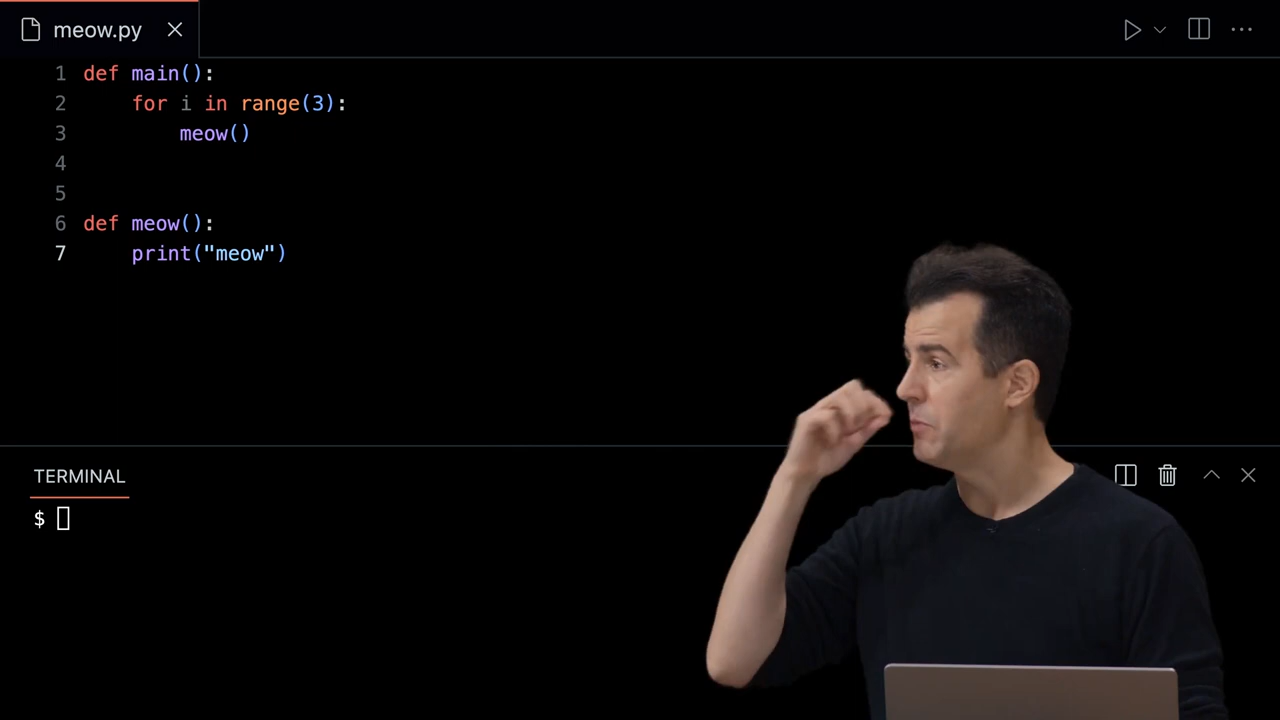 meow.py
1 def main():
2     for i in range(3):
3         meow()
4
5
6 def meow():
7     print("meow")
TERMINAL
$